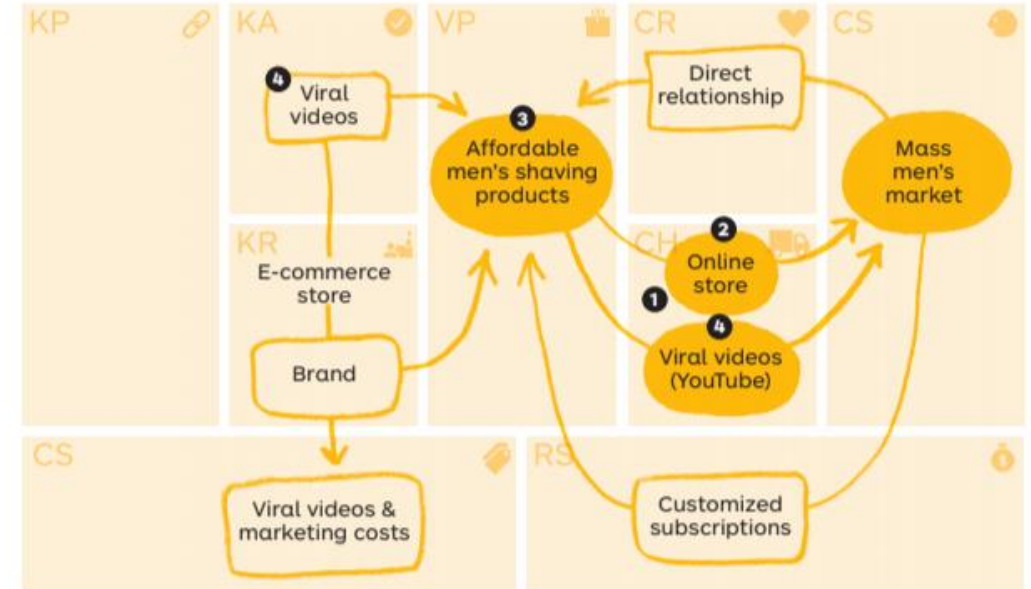 KP
KA
VP
CR
CS
4
Viral
videos
3
Affordable
men's shaving
products
Direct
relationship
Mass
men's
market
KR
E-commerce
store
Brand
CH
2
Online
store
1
4
Viral videos
(YouTube)
CS
Viral videos &
marketing costs
RS
Customized
subscriptions